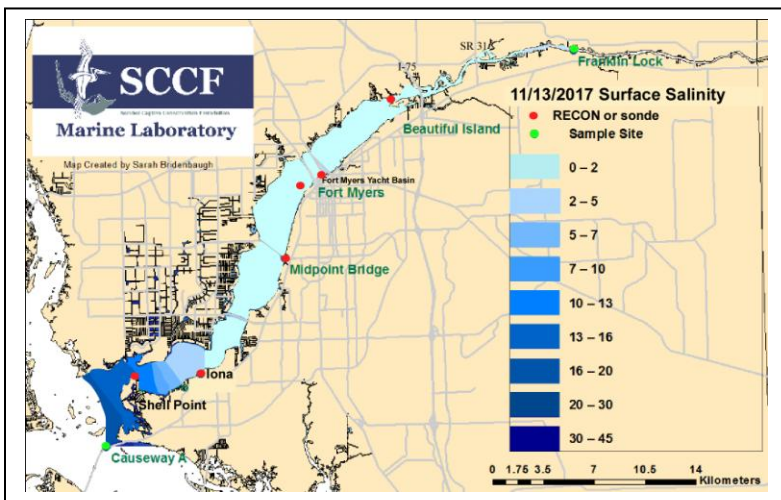 SCCF
Marine Laboratory
Map Created by Sarah Bridenbaugh
I-75
SR 31
Franklin Lock
11/13/2017 Surface Salinity
RECON or sonde
Sample Site
0 – 2
2 – 5
5 – 7
7 – 10
10 – 13
13 – 16
16 – 20
20 – 30
30 – 45
Beautiful Island
Fort Myers Yacht Basin
Fort Myers
Midpoint Bridge
Iona
Shell Point
Causeway A
0 1.75 3.5 7 10.5 14
Kilometers